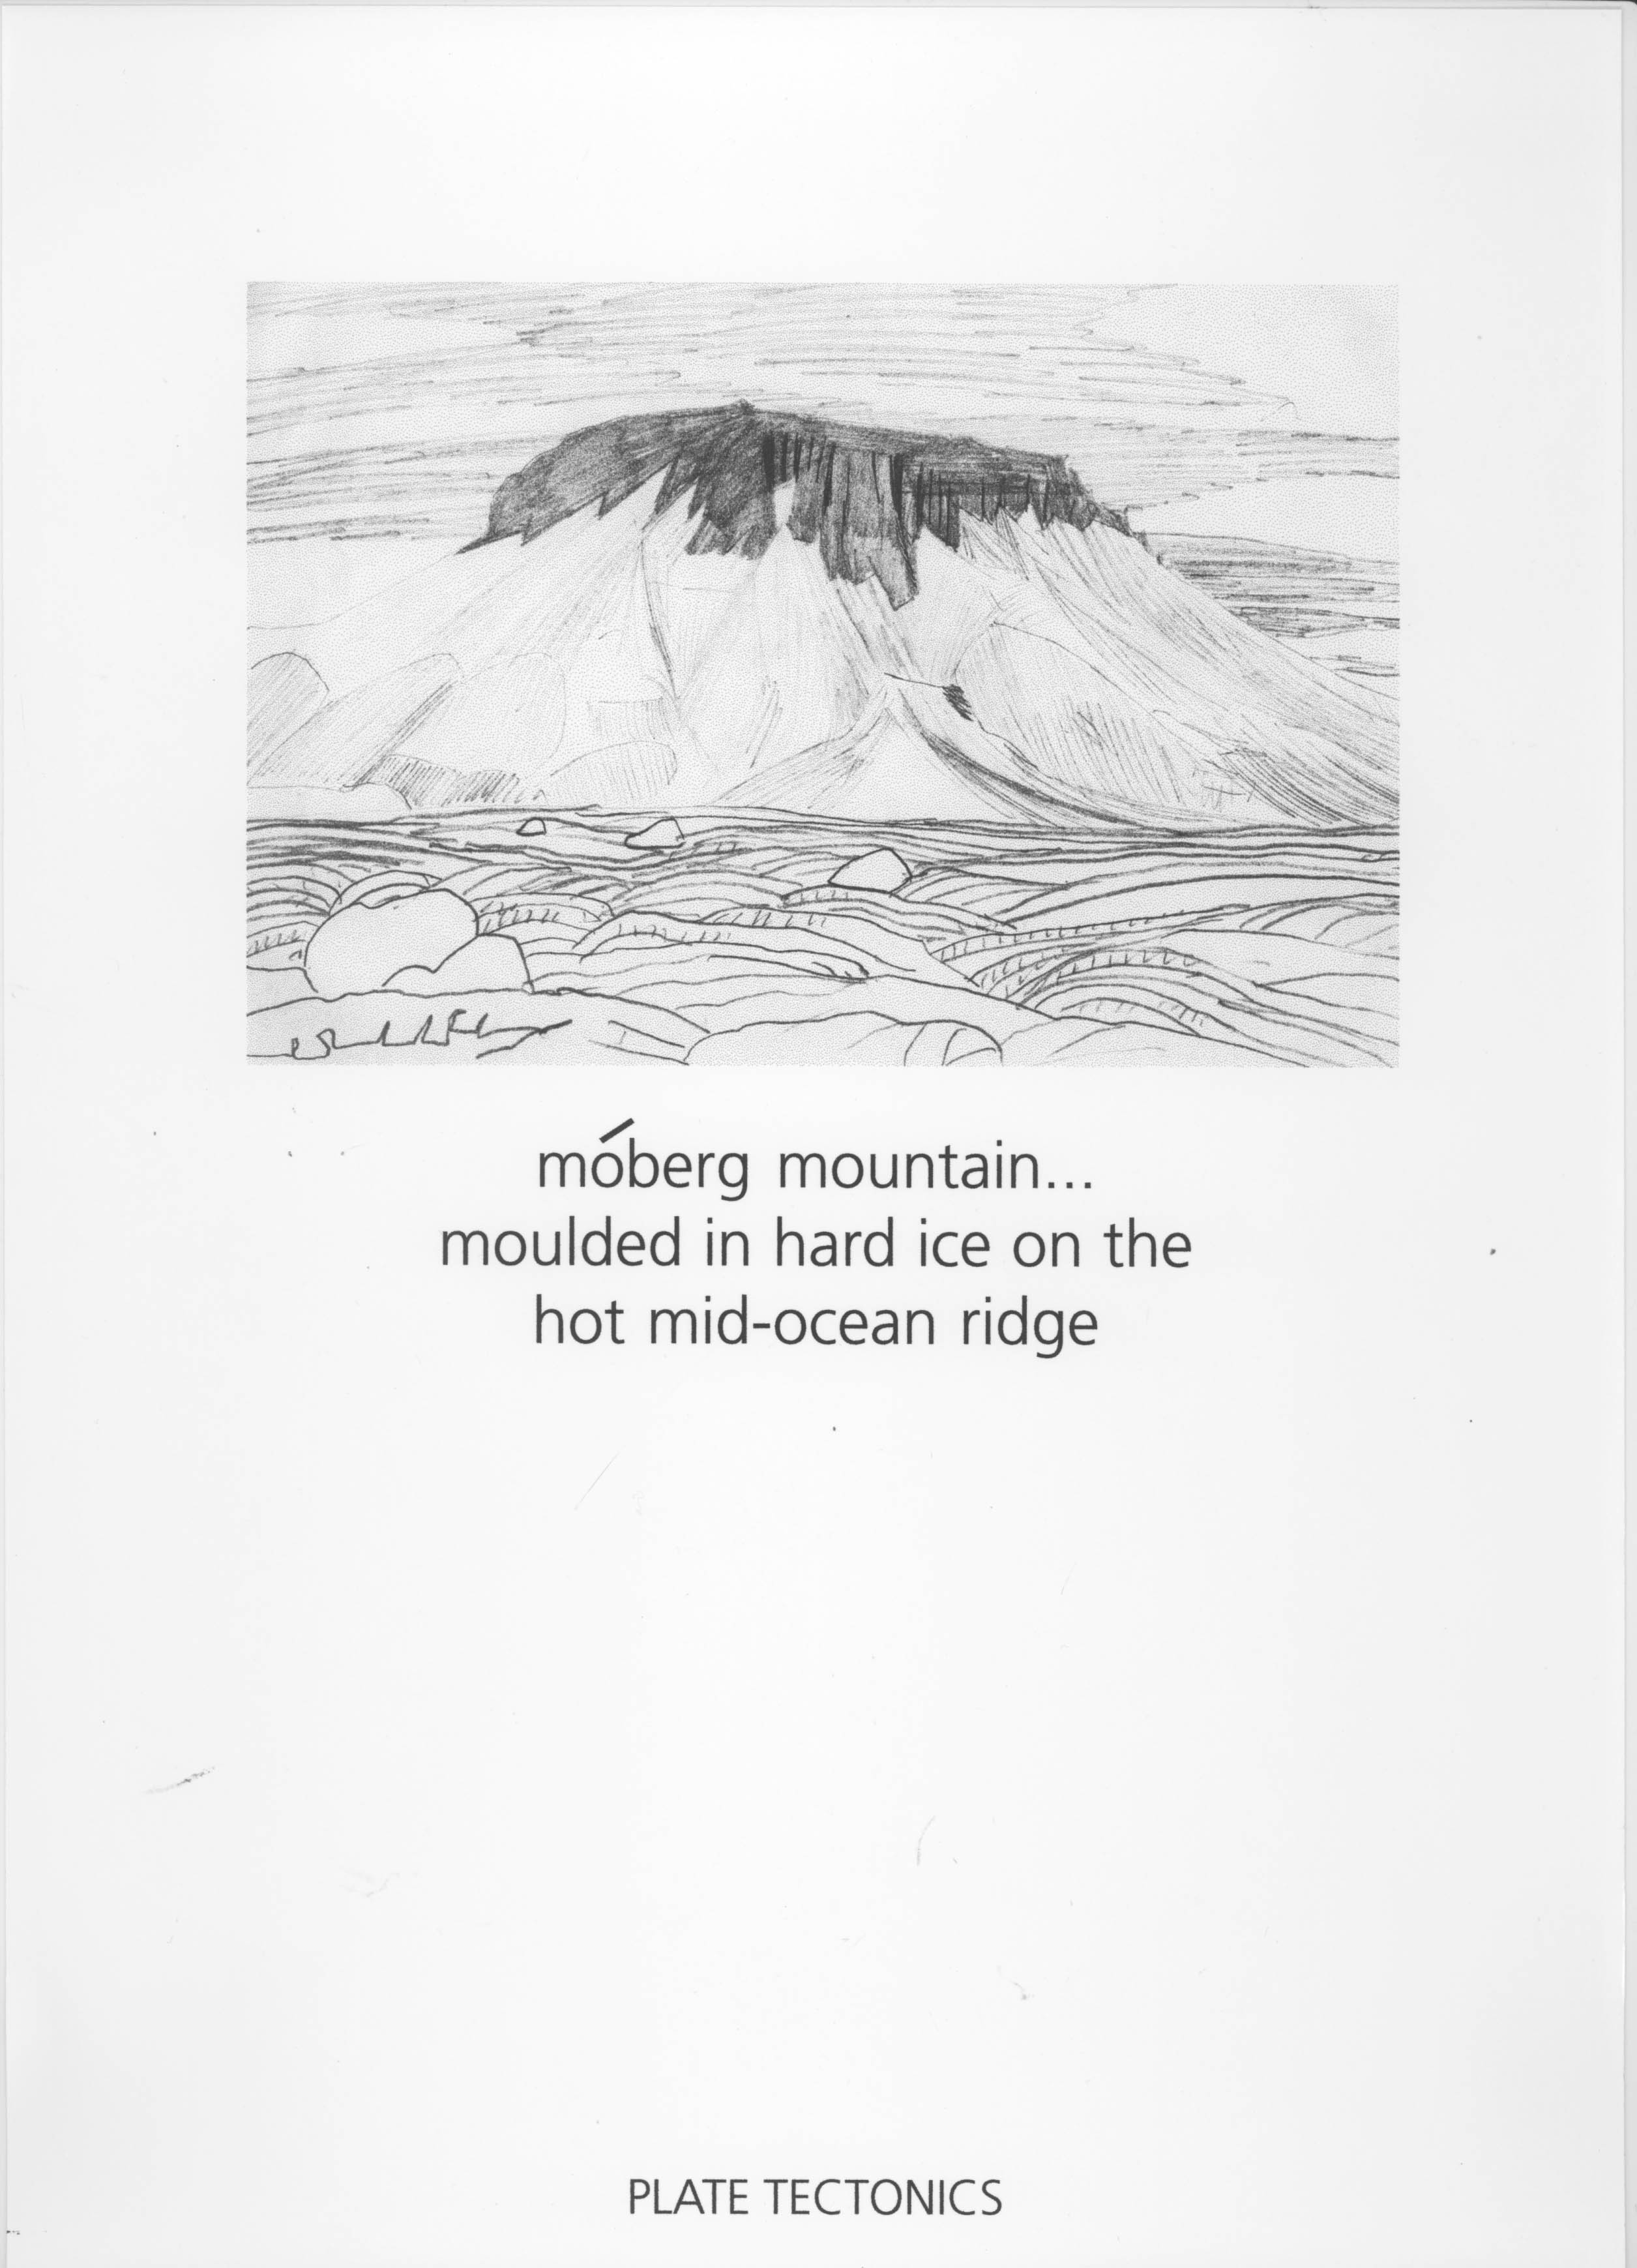 móberg mountain...
moulded in hard ice on the
hot mid-ocean ridge
PLATE TECTONICS